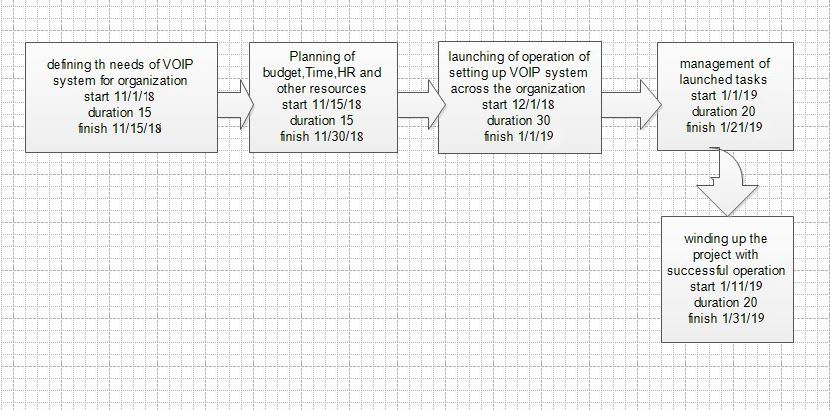 defining th needs of VOIP
system for organization
start 11/1/18
duration 15
finish 11/15/18
Planning of
budget,Time,HR and
other resources
start 11/15/18
duration 15
finish 11/30/18
launching of operation of
setting up VOIP system
across the organization
start 12/1/18
duration 30
finish 1/1/19
management of
launched tasks
start 1/1/19
duration 20
finish 1/21/19
winding up the
project with
successful operation
start 1/11/19
duration 20
finish 1/31/19